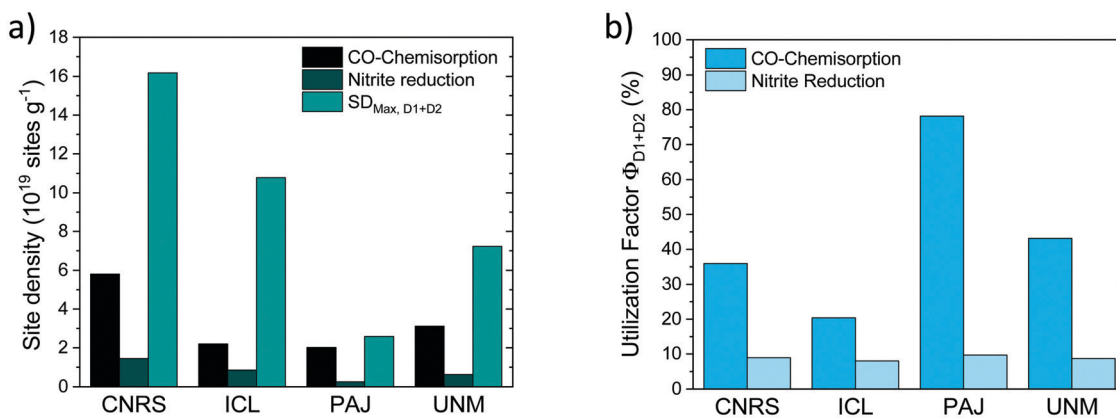 a)
Site density (10¹⁹ sites g⁻¹)
18
16
14
12
10
8
6
4
2
0
CO-Chemisorption
Nitrite reduction
SD_Max, D1+D2
CNRS ICL PAJ UNM
b)
Utilization Factor Φ_D1+D2 (%)
100
90
80
70
60
50
40
30
20
10
0
CO-Chemisorption
Nitrite Reduction
CNRS ICL PAJ UNM